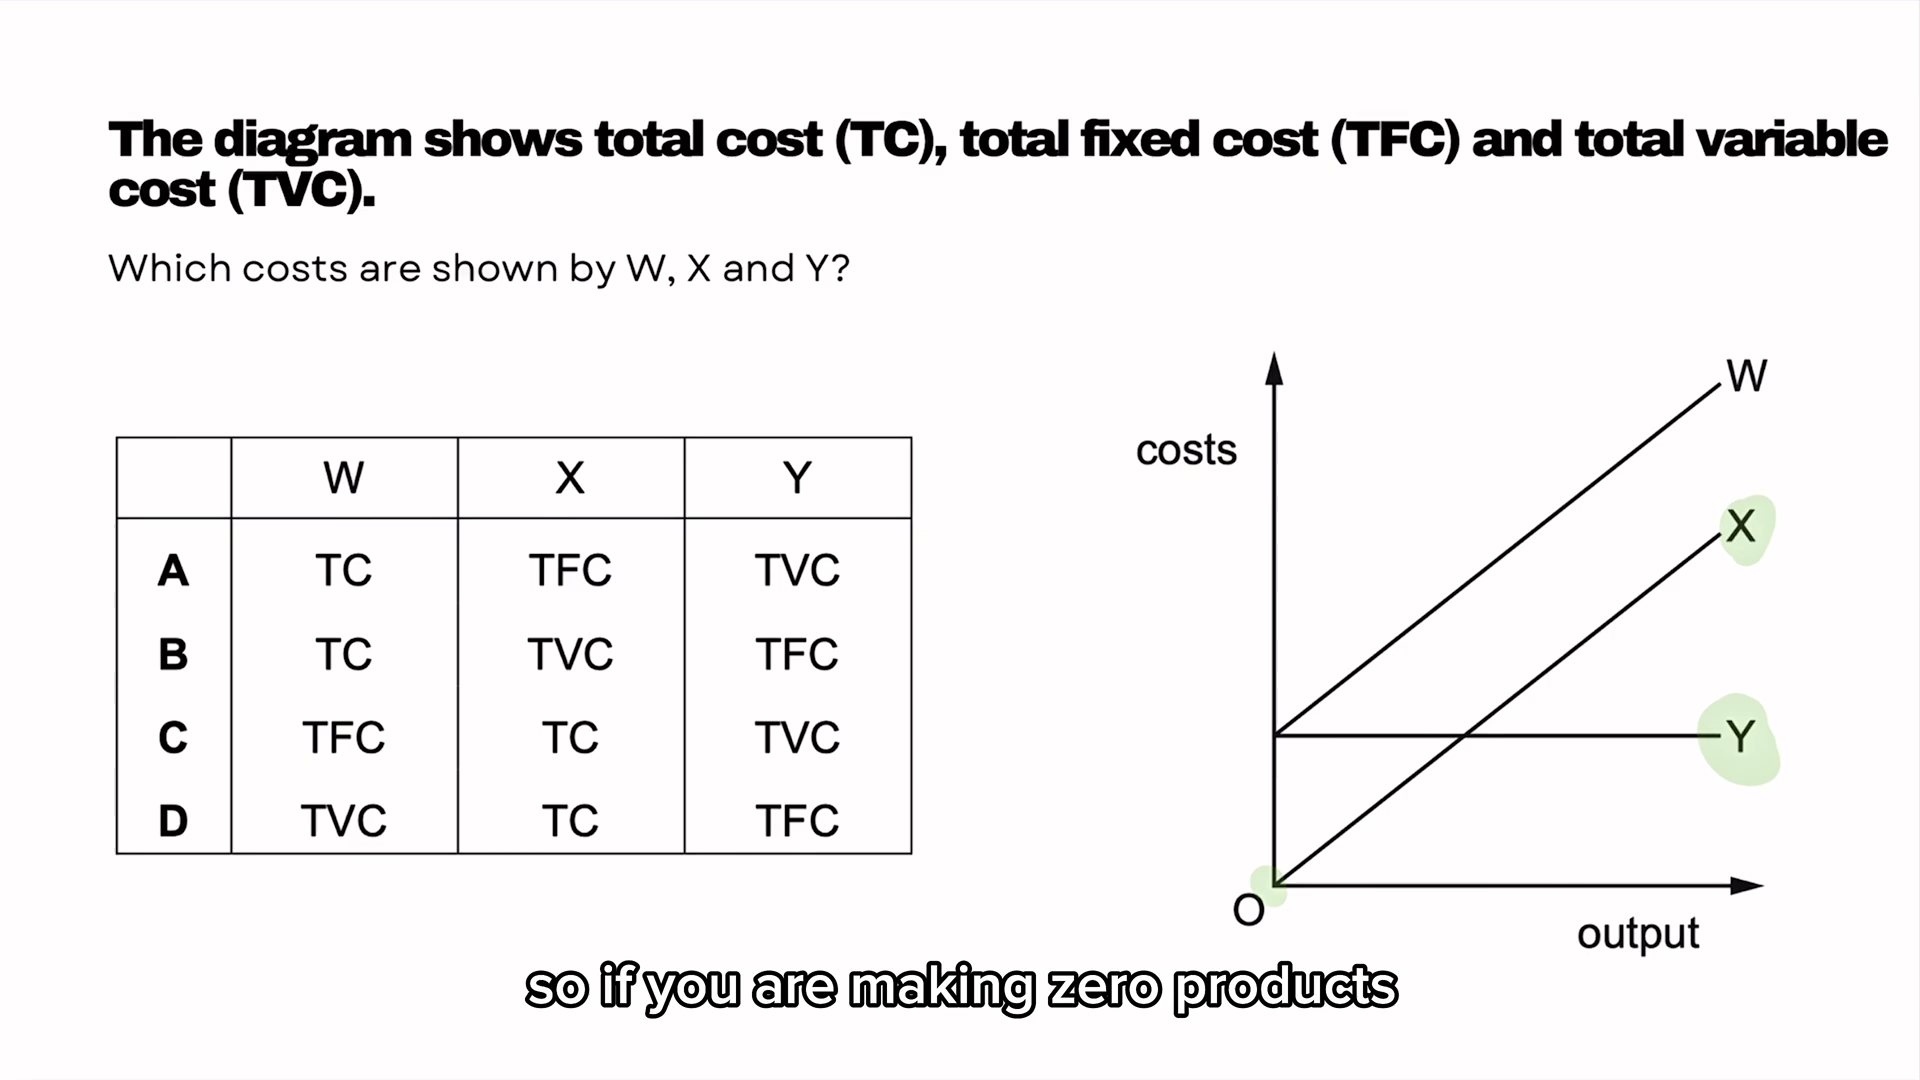 The diagram shows total cost (TC), total fixed cost (TFC) and total variable
cost (TVC).
Which costs are shown by W, X and Y?
W X Y
A TC TFC TVC
B TC TVC TFC
C TFC TC TVC
D TVC TC TFC
costs
W
X
Y
O
output
so if you are making zero products